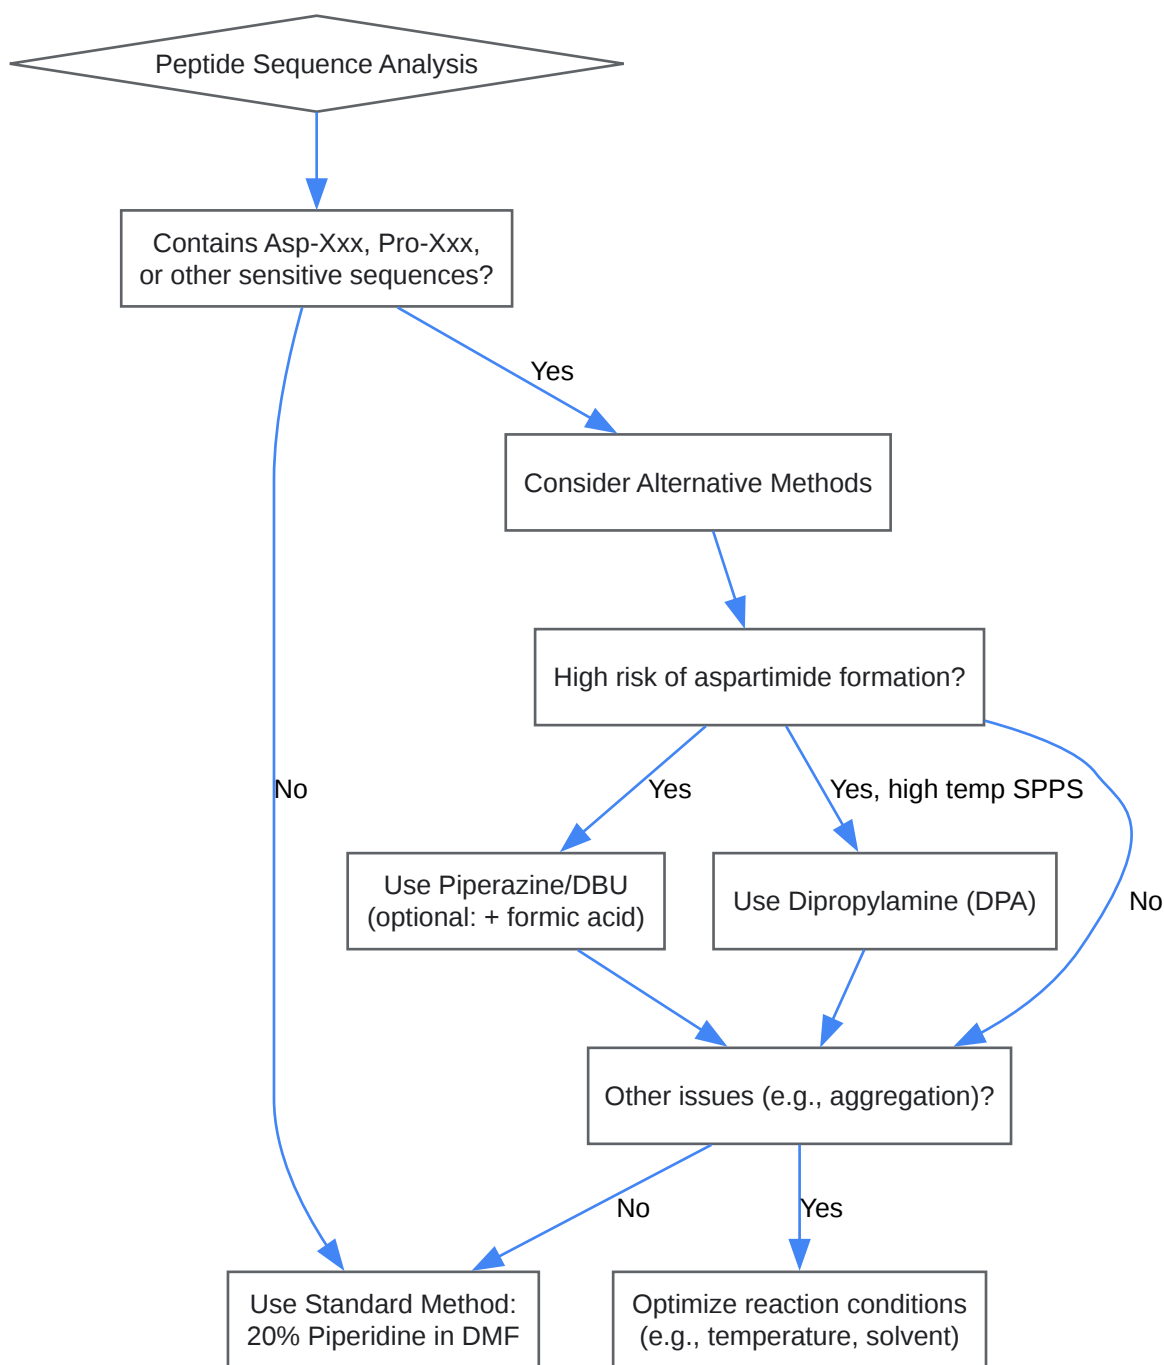 Peptide Sequence Analysis
Contains Asp-Xxx, Pro-Xxx,
or other sensitive sequences?
Yes
Consider Alternative Methods
High risk of aspartimide formation?
No
Yes
Yes, high temp SPPS
Use Piperazine/DBU
(optional: + formic acid)
Use Dipropylamine (DPA)
No
Other issues (e.g., aggregation)?
No
Yes
Use Standard Method:
20% Piperidine in DMF
Optimize reaction conditions
(e.g., temperature, solvent)